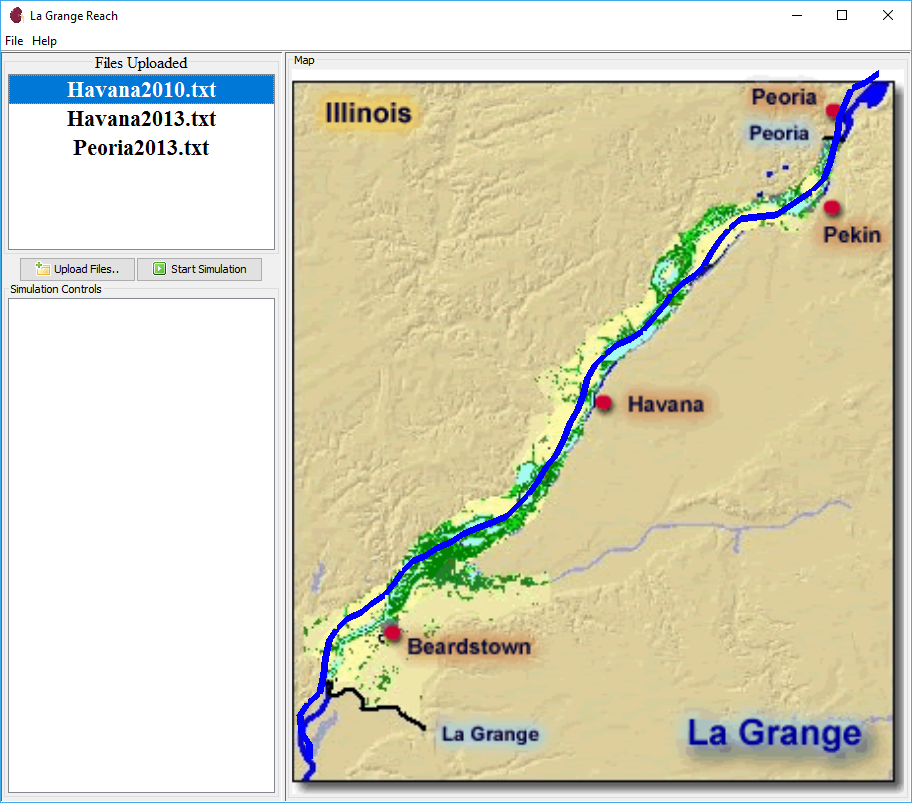 La Grange Reach
File Help
Files Uploaded
Havana2010.txt
Havana2013.txt
Peoria2013.txt
Upload Files..
Start Simulation
Simulation Controls
Map
Illinois
Peoria
Peoria
Pekin
Havana
Beardstown
La Grange
La Grange